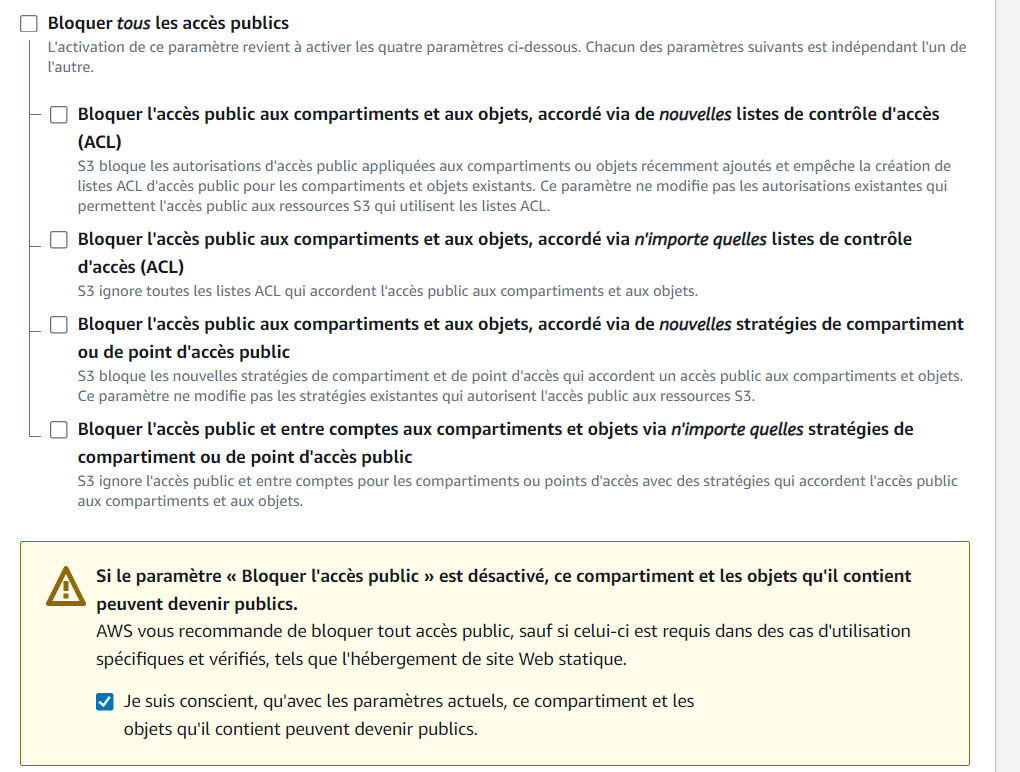 Bloquer tous les accès publics
L'activation de ce paramètre revient à activer les quatre paramètres ci-dessous. Chacun des paramètres suivants est indépendant l'un de
l'autre.
Bloquer l'accès public aux compartiments et aux objets, accordé via de nouvelles listes de contrôle d'accès
(ACL)
S3 bloque les autorisations d'accès public appliquées aux compartiments ou objets récemment ajoutés et empêche la création de
listes ACL d'accès public pour les compartiments et objets existants. Ce paramètre ne modifie pas les autorisations existantes qui
permettent l'accès public aux ressources S3 qui utilisent les listes ACL.
Bloquer l'accès public aux compartiments et aux objets, accordé via n'importe quelles listes de contrôle
d'accès (ACL)
S3 ignore toutes les listes ACL qui accordent l'accès public aux compartiments et aux objets.
Bloquer l'accès public aux compartiments et aux objets, accordé via de nouvelles stratégies de compartiment
ou de point d'accès public
S3 bloque les nouvelles stratégies de compartiment et de point d'accès qui accordent un accès public aux compartiments et objets.
Ce paramètre ne modifie pas les stratégies existantes qui autorisent l'accès public aux ressources S3.
Bloquer l'accès public et entre comptes aux compartiments et objets via n'importe quelles stratégies de
compartiment ou de point d'accès public
S3 ignore l'accès public et entre comptes pour les compartiments ou points d'accès avec des stratégies qui accordent l'accès public
aux compartiments et aux objets.
Si le paramètre « Bloquer l'accès public » est désactivé, ce compartiment et les objets qu'il contient
peuvent devenir publics.
AWS vous recommande de bloquer tout accès public, sauf si celui-ci est requis dans des cas d'utilisation
spécifiques et vérifiés, tels que l'hébergement de site Web statique.
Je suis conscient, qu'avec les paramètres actuels, ce compartiment et les
objets qu'il contient peuvent devenir publics.